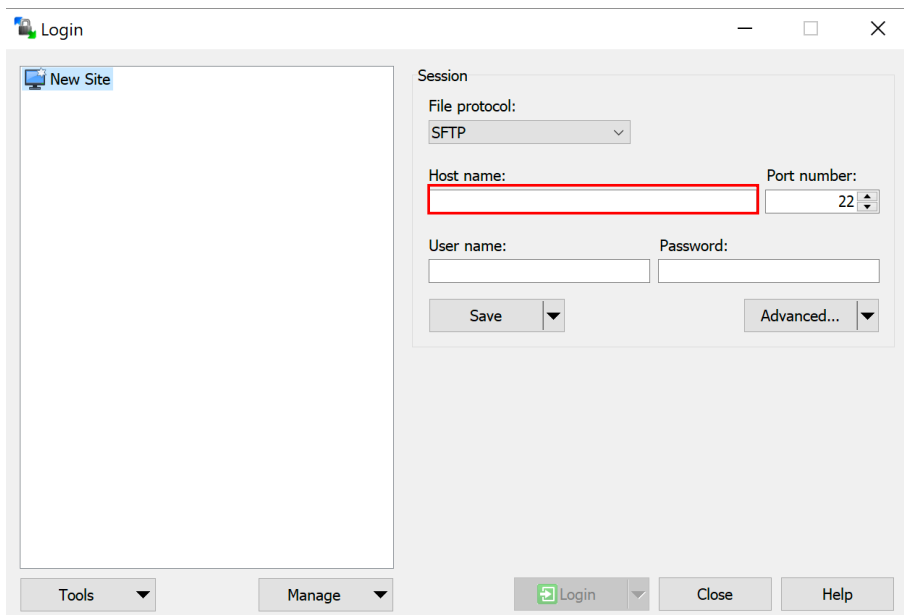 Login
New Site
Session
File protocol:
SFTP
Host name: Port number:
22
User name: Password:
Save Advanced...
Tools Manage Login Close Help